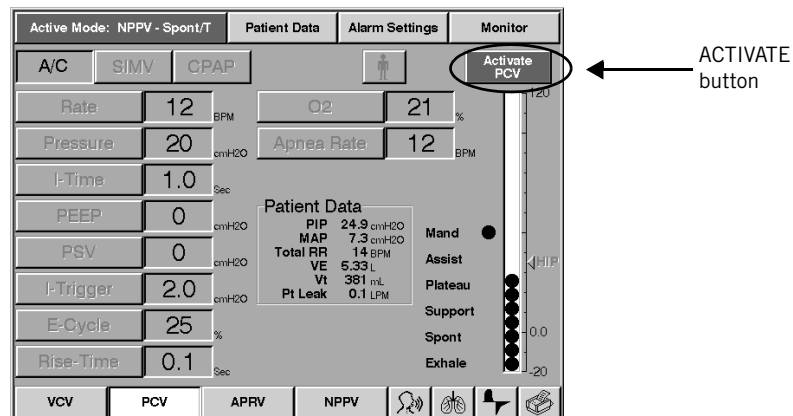 Active Mode: NPPV - Spont/T Patient Data Alarm Settings Monitor
A/C SIMV CPAP Activate PCV
ACTIVATE button
Rate 12 BPM O2 21 % 120
Pressure 20 cmH2O Apnea Rate 12 BPM
I-Time 1.0 Sec
PEEP 0 cmH2O
PSV 0 cmH2O
I-Trigger 2.0 cmH2O
E-Cycle 25 %
Rise-Time 0.1 Sec
Patient Data
PIP 24.9 cmH2O
MAP 7.3 cmH2O
Total RR 14 BPM
VE 5.33 L
Vt 381 mL
Pt Leak 0.1 LPM
Mand
Assist HIP
Plateau
Support
Spont 0.0
Exhale -20
VCV PCV APRV NPPV